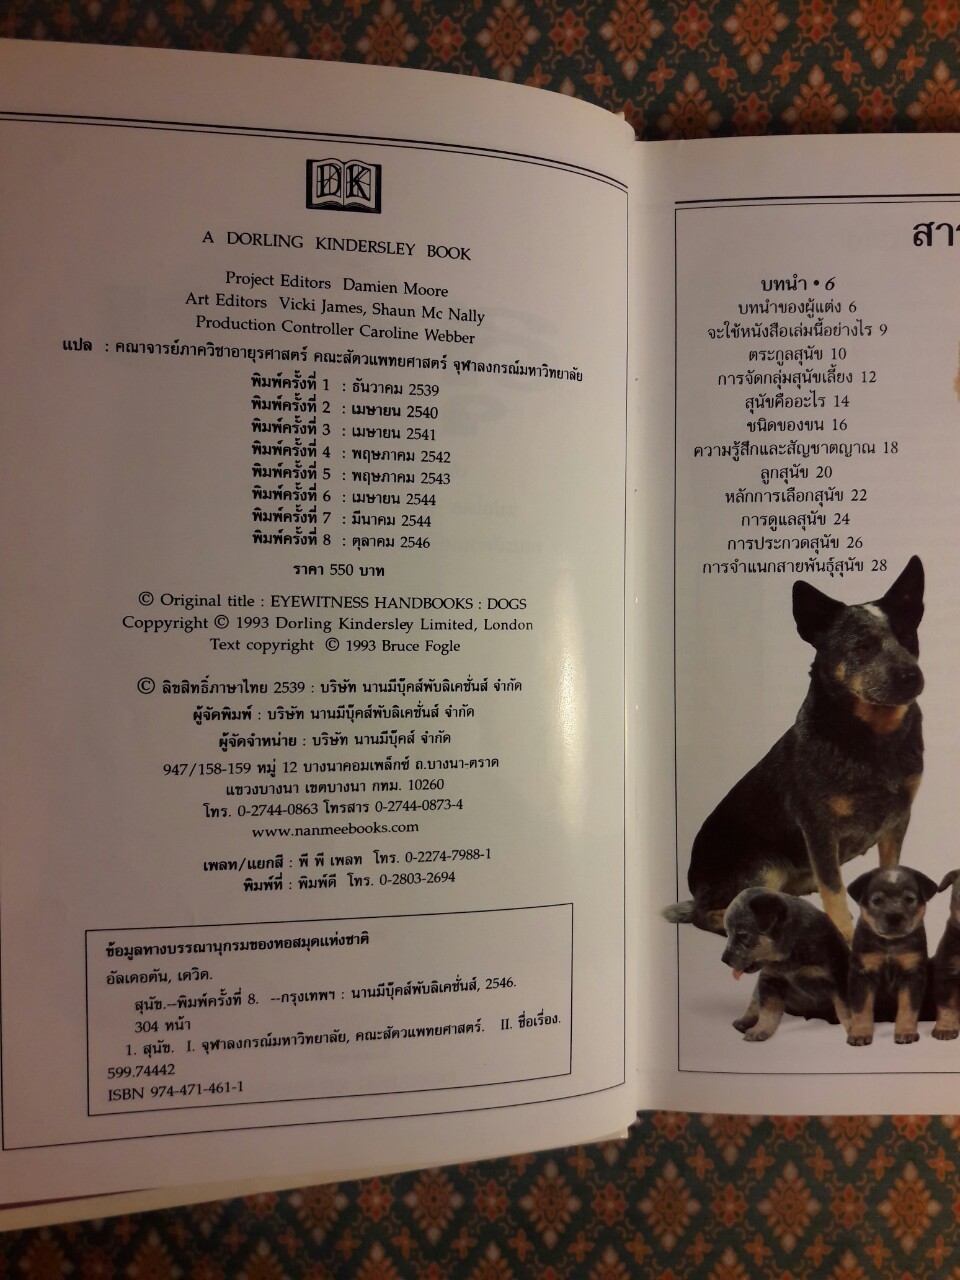 DK
A DORLING KINDERSLEY BOOK
Project Editors Damien Moore
Art Editors Vicki James, Shaun Mc Nally
Production Controller Caroline Webber
แปล : คณาจารย์ภาควิชาอายุรศาสตร์ คณะสัตวแพทยศาสตร์ จุฬาลงกรณ์มหาวิทยาลัย
พิมพ์ครั้งที่ 1 : ธันวาคม 2539
พิมพ์ครั้งที่ 2 : เมษายน 2540
พิมพ์ครั้งที่ 3 : เมษายน 2541
พิมพ์ครั้งที่ 4 : พฤษภาคม 2542
พิมพ์ครั้งที่ 5 : พฤษภาคม 2543
พิมพ์ครั้งที่ 6 : เมษายน 2544
พิมพ์ครั้งที่ 7 : มีนาคม 2544
พิมพ์ครั้งที่ 8 : ตุลาคม 2546
ราคา 550 บาท
© Original title : EYEWITNESS HANDBOOKS : DOGS
Coppyright © 1993 Dorling Kindersley Limited, London
Text copyright © 1993 Bruce Fogle
© ลิขสิทธิ์ภาษาไทย 2539 : บริษัท นานมีบุ๊คส์พับลิเคชั่นส์ จำกัด
ผู้จัดพิมพ์ : บริษัท นานมีบุ๊คส์พับลิเคชั่นส์ จำกัด
ผู้จัดจำหน่าย : บริษัท นานมีบุ๊คส์ จำกัด
947/158-159 หมู่ 12 บางนาคอมเพล็กซ์ ถ.บางนา-ตราด
แขวงบางนา เขตบางนา กทม. 10260
โทร. 0-2744-0863 โทรสาร 0-2744-0873-4
www.nanmeebooks.com
เพลท/แยกสี : พี พี เพลท โทร. 0-2274-7988-1
พิมพ์ที่ : พิมพ์ดี โทร. 0-2803-2694
ข้อมูลทางบรรณานุกรมของหอสมุดแห่งชาติ
อัลเดอตัน, เดวิด.
สุนัข.--พิมพ์ครั้งที่ 8. --กรุงเทพฯ : นานมีบุ๊คส์พับลิเคชั่นส์, 2546.
304 หน้า
1. สุนัข. I. จุฬาลงกรณ์มหาวิทยาลัย, คณะสัตวแพทยศาสตร์. II. ชื่อเรื่อง.
599.74442
ISBN 974-471-461-1
บทนำ • 6
บทนำของผู้แต่ง 6
จะใช้หนังสือเล่มนี้อย่างไร 9
ตระกูลสุนัข 10
การจัดกลุ่มสุนัขเลี้ยง 12
สุนัขคืออะไร 14
ชนิดของขน 16
ความรู้สึกและสัญชาตญาณ 18
ลูกสุนัข 20
หลักการเลือกสุนัข 22
การดูแลสุนัข 24
การประกวดสุนัข 26
การจำแนกสายพันธุ์สุนัข 28